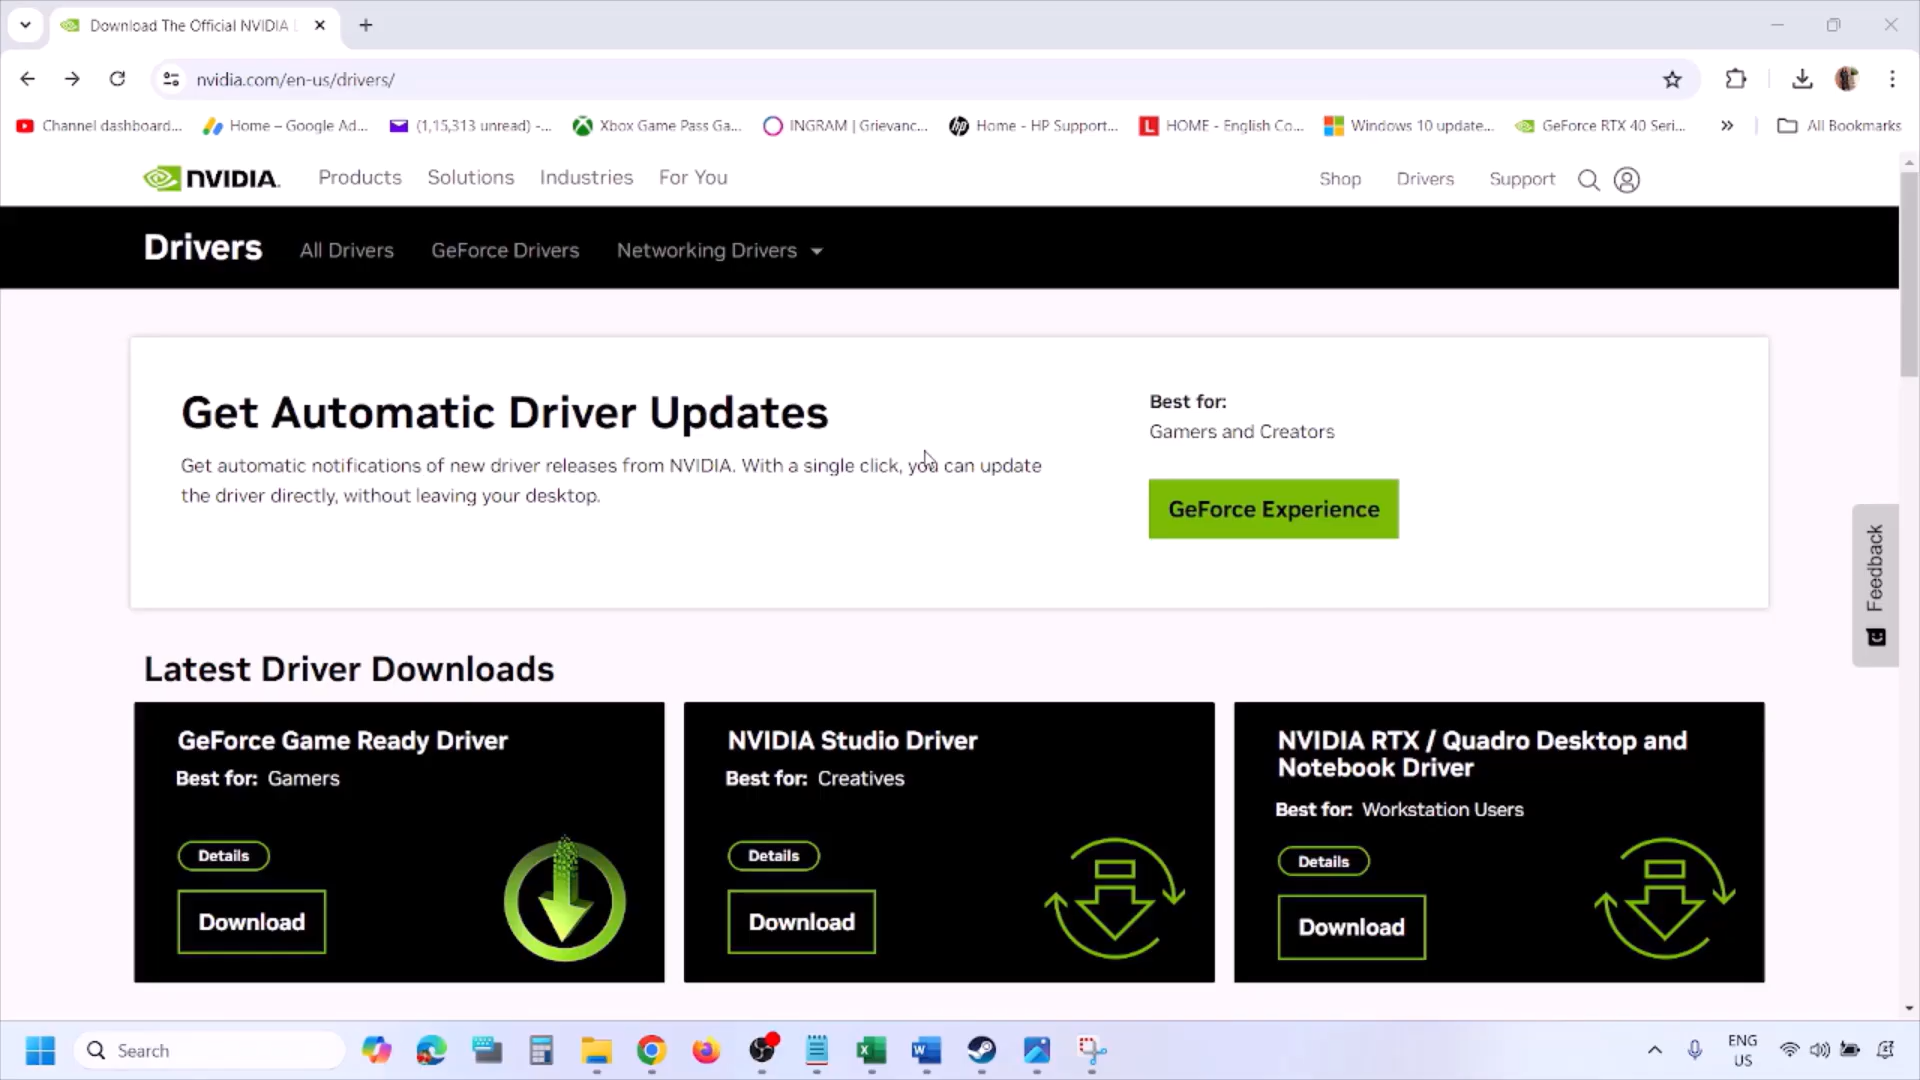 Download The Official NVIDIA
nvidia.com/en-us/drivers/
Channel dashboard...
Home – Google Ad...
(1,15,313 unread) -...
Xbox Game Pass Ga...
INGRAM | Grievanc...
Home - HP Support...
HOME - English Co...
Windows 10 update...
GeForce RTX 40 Seri...
All Bookmarks
NVIDIA.
Products
Solutions
Industries
For You
Shop
Drivers
Support
Drivers
All Drivers
GeForce Drivers
Networking Drivers
Get Automatic Driver Updates
Get automatic notifications of new driver releases from NVIDIA. With a single click, you can update
the driver directly, without leaving your desktop.
Best for:
Gamers and Creators
GeForce Experience
Feedback
Latest Driver Downloads
GeForce Game Ready Driver
Best for: Gamers
Details
Download
NVIDIA Studio Driver
Best for: Creatives
Details
Download
NVIDIA RTX / Quadro Desktop and
Notebook Driver
Best for: Workstation Users
Details
Download
Search
ENG
US